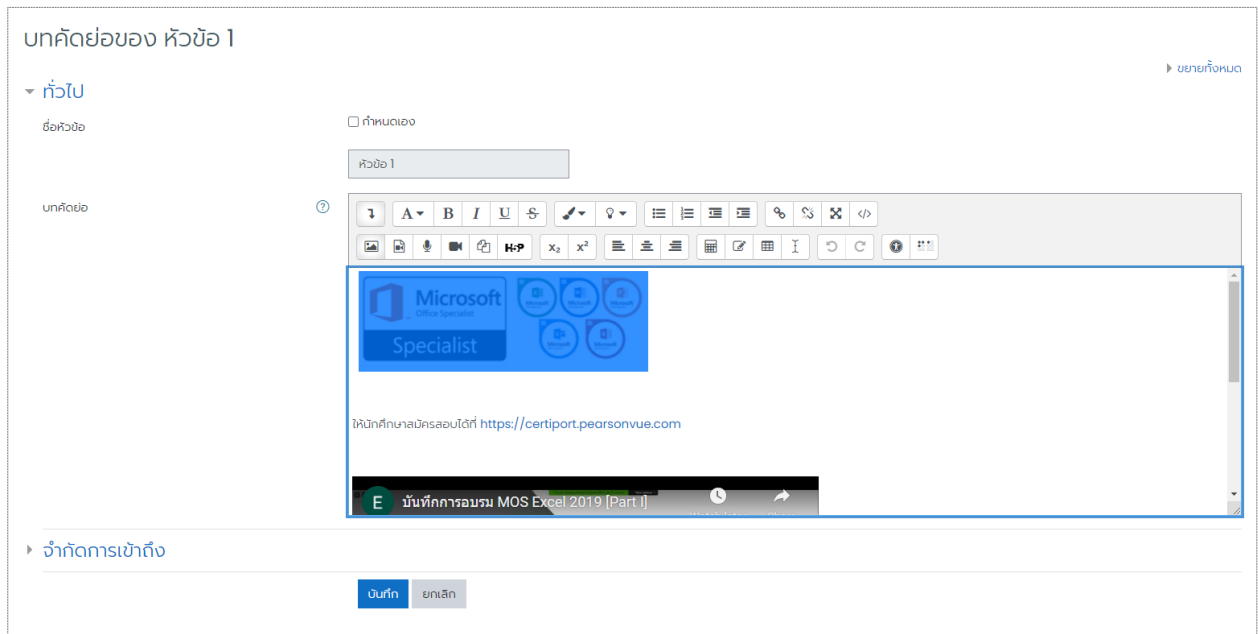 บทคัดย่อของ หัวข้อ 1
ขยายทั้งหมด
ทั่วไป
ชื่อหัวข้อ
กำหนดเอง
หัวข้อ 1
บทคัดย่อ
A B I U S
H-P X₂ X²
Microsoft
Office Specialist
Specialist
ให้นักศึกษาสมัครสอบได้ที่ https://certiport.pearsonvue.com
E บันทึกการอบรม MOS Excel 2019 [Part I]
จำกัดการเข้าถึง
บันทึก ยกเลิก